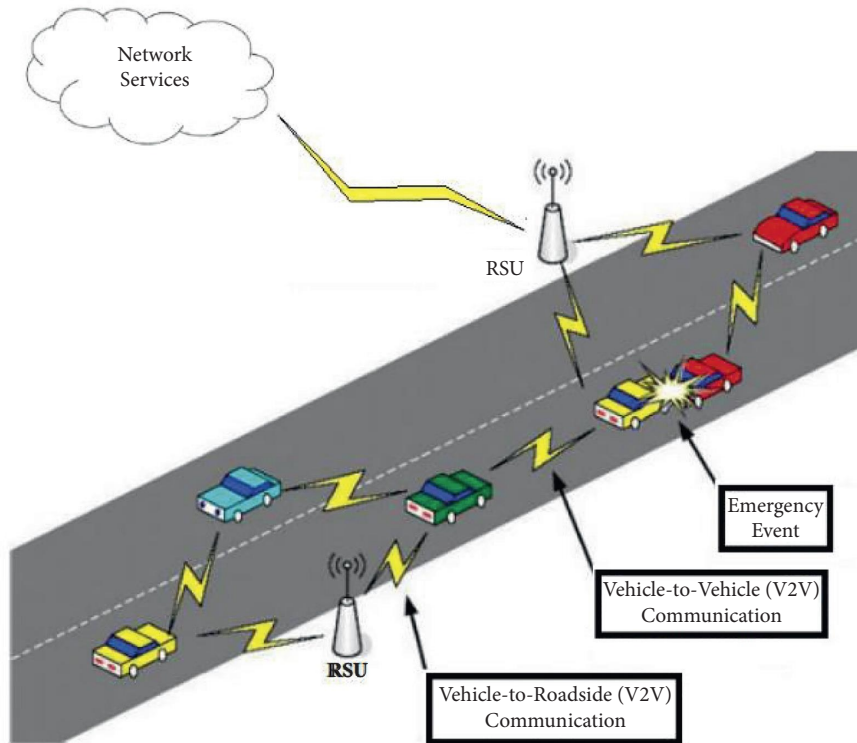 Network
Services
RSU
Emergency
Event
Vehicle-to-Vehicle (V2V)
Communication
RSU
Vehicle-to-Roadside (V2V)
Communication